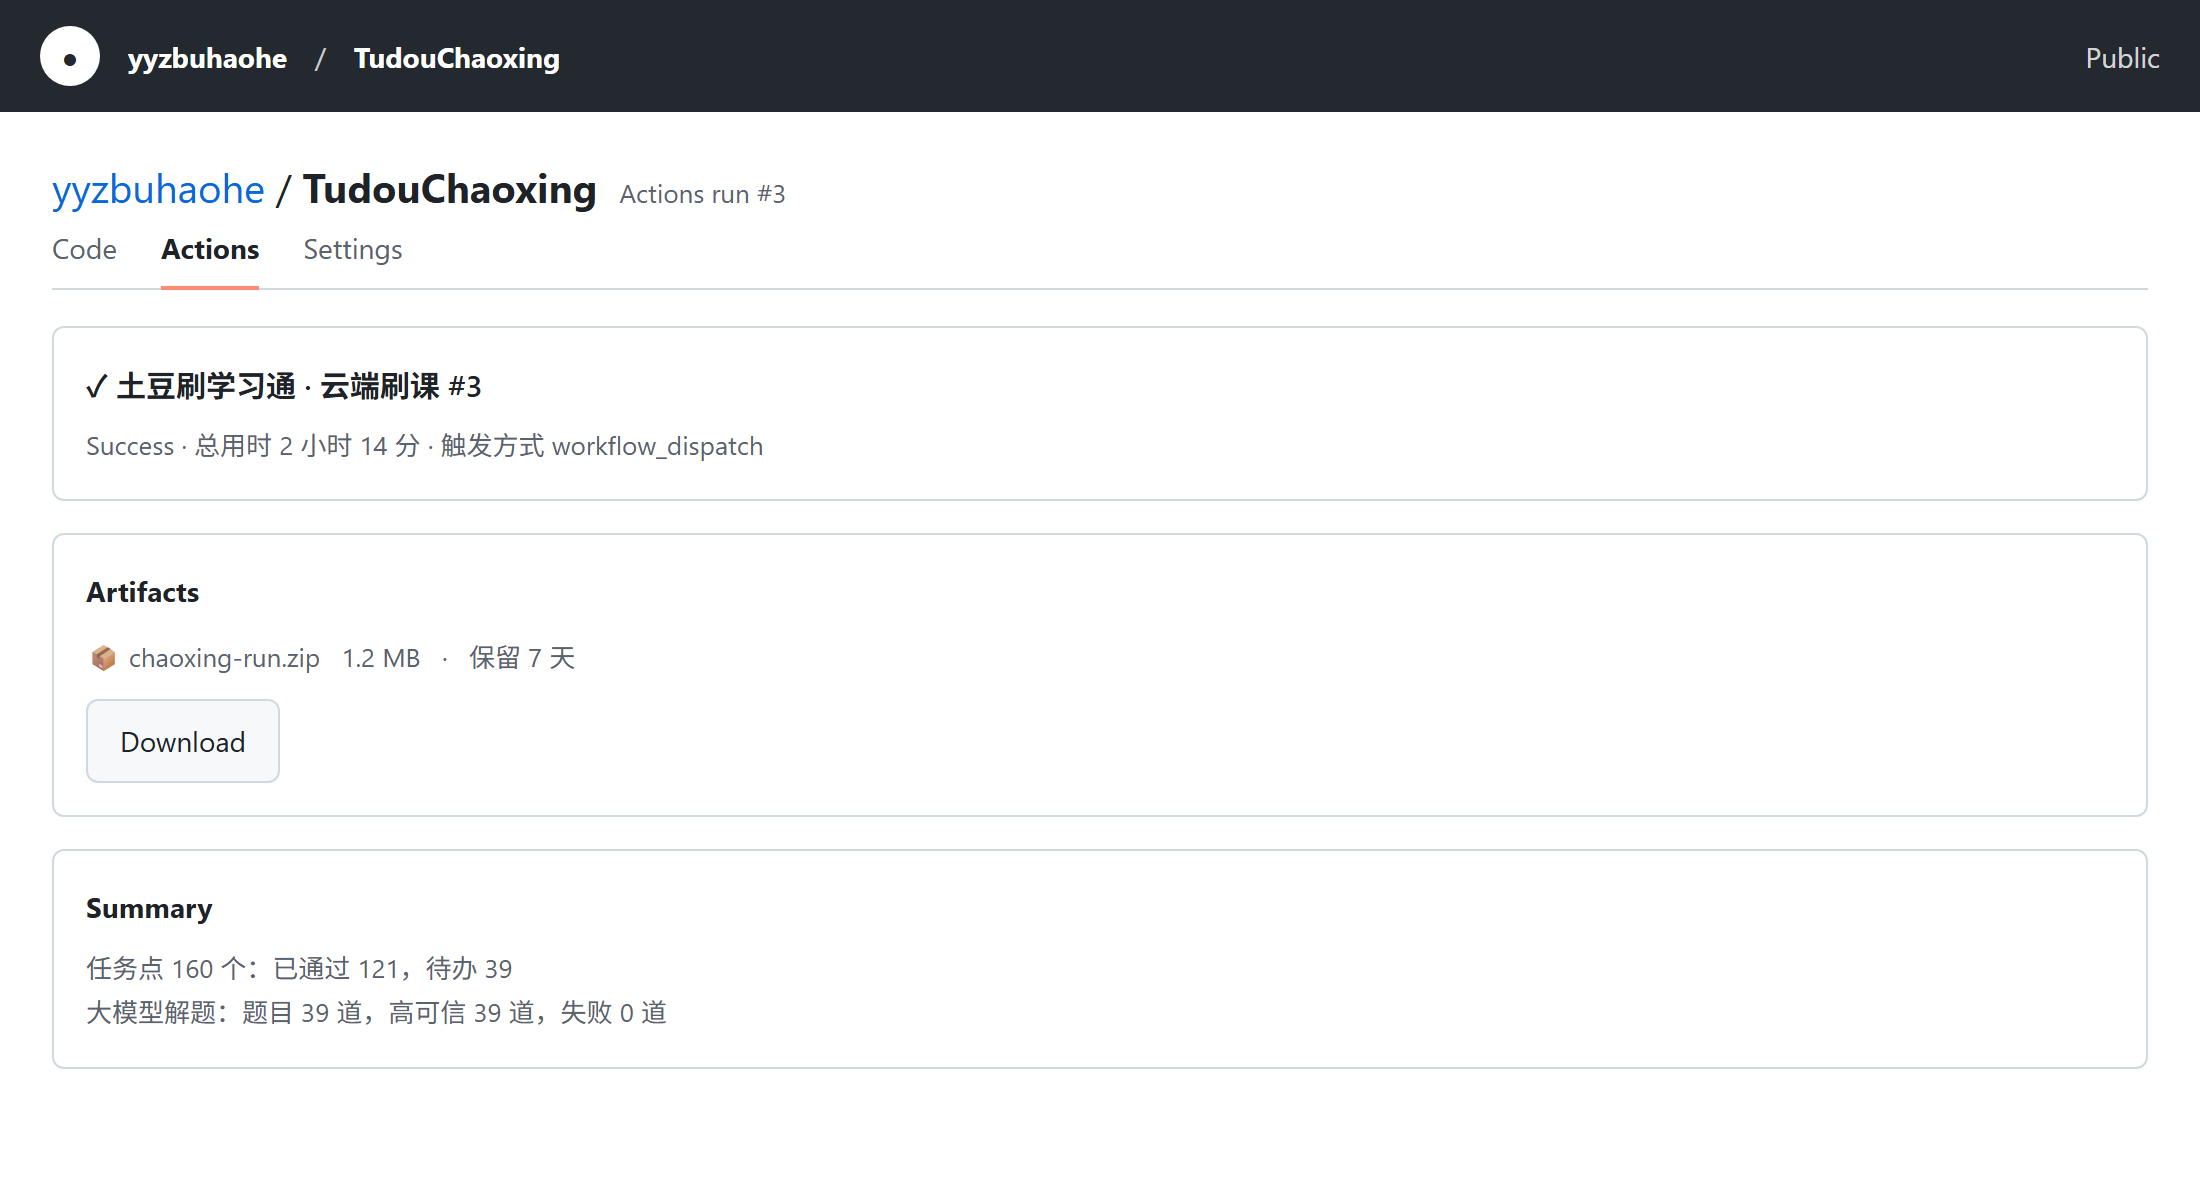 yyzbuhaohe / TudouChaoxing Public
yyzbuhaohe / TudouChaoxing Actions run #3
Code Actions Settings
✓ 土豆刷学习通 · 云端刷课 #3
Success · 总用时 2 小时 14 分 · 触发方式 workflow_dispatch
Artifacts
📦 chaoxing-run.zip 1.2 MB · 保留 7 天
Download
Summary
任务点 160 个：已通过 121，待办 39
大模型解题：题目 39 道，高可信 39 道，失败 0 道